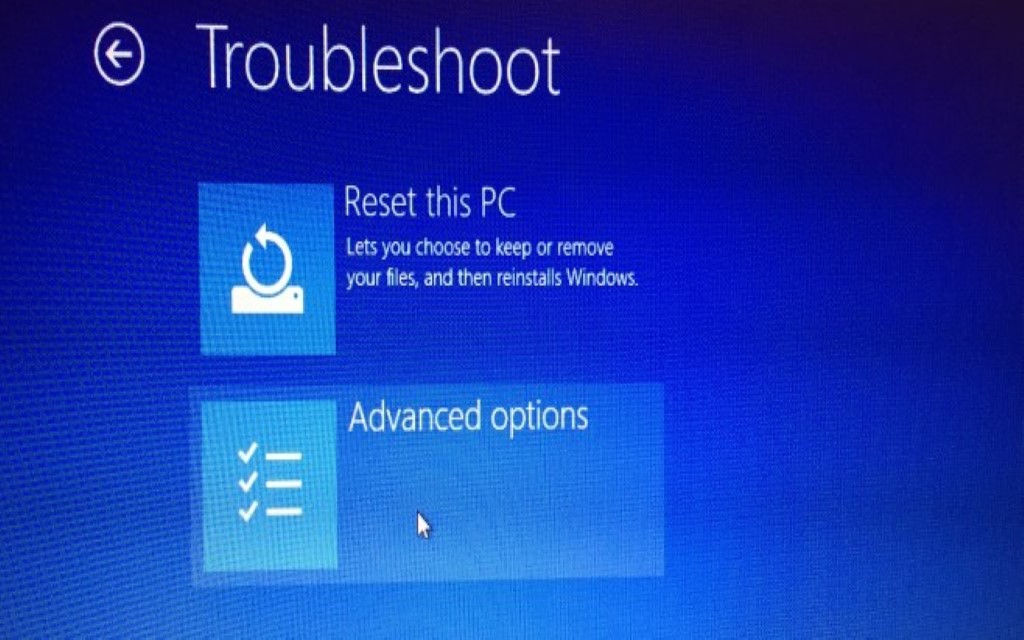 Troubleshoot
Reset this PC
Lets you choose to keep or remove
your files, and then reinstalls Windows.
Advanced options